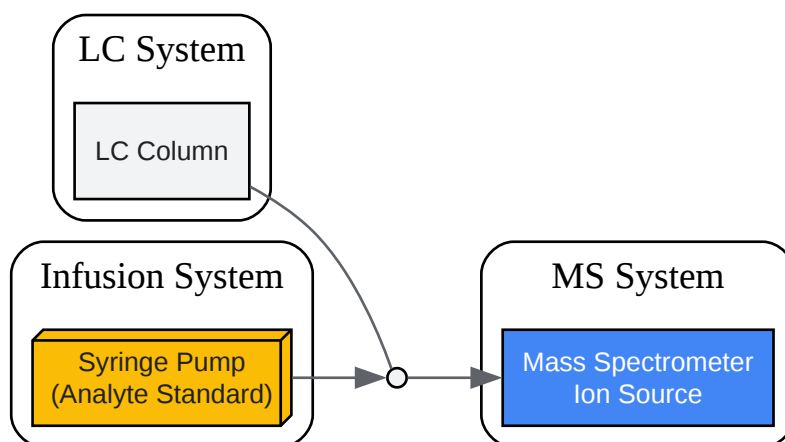 LC System
LC Column
Infusion System
Syringe Pump
(Analyte Standard)
MS System
Mass Spectrometer
Ion Source